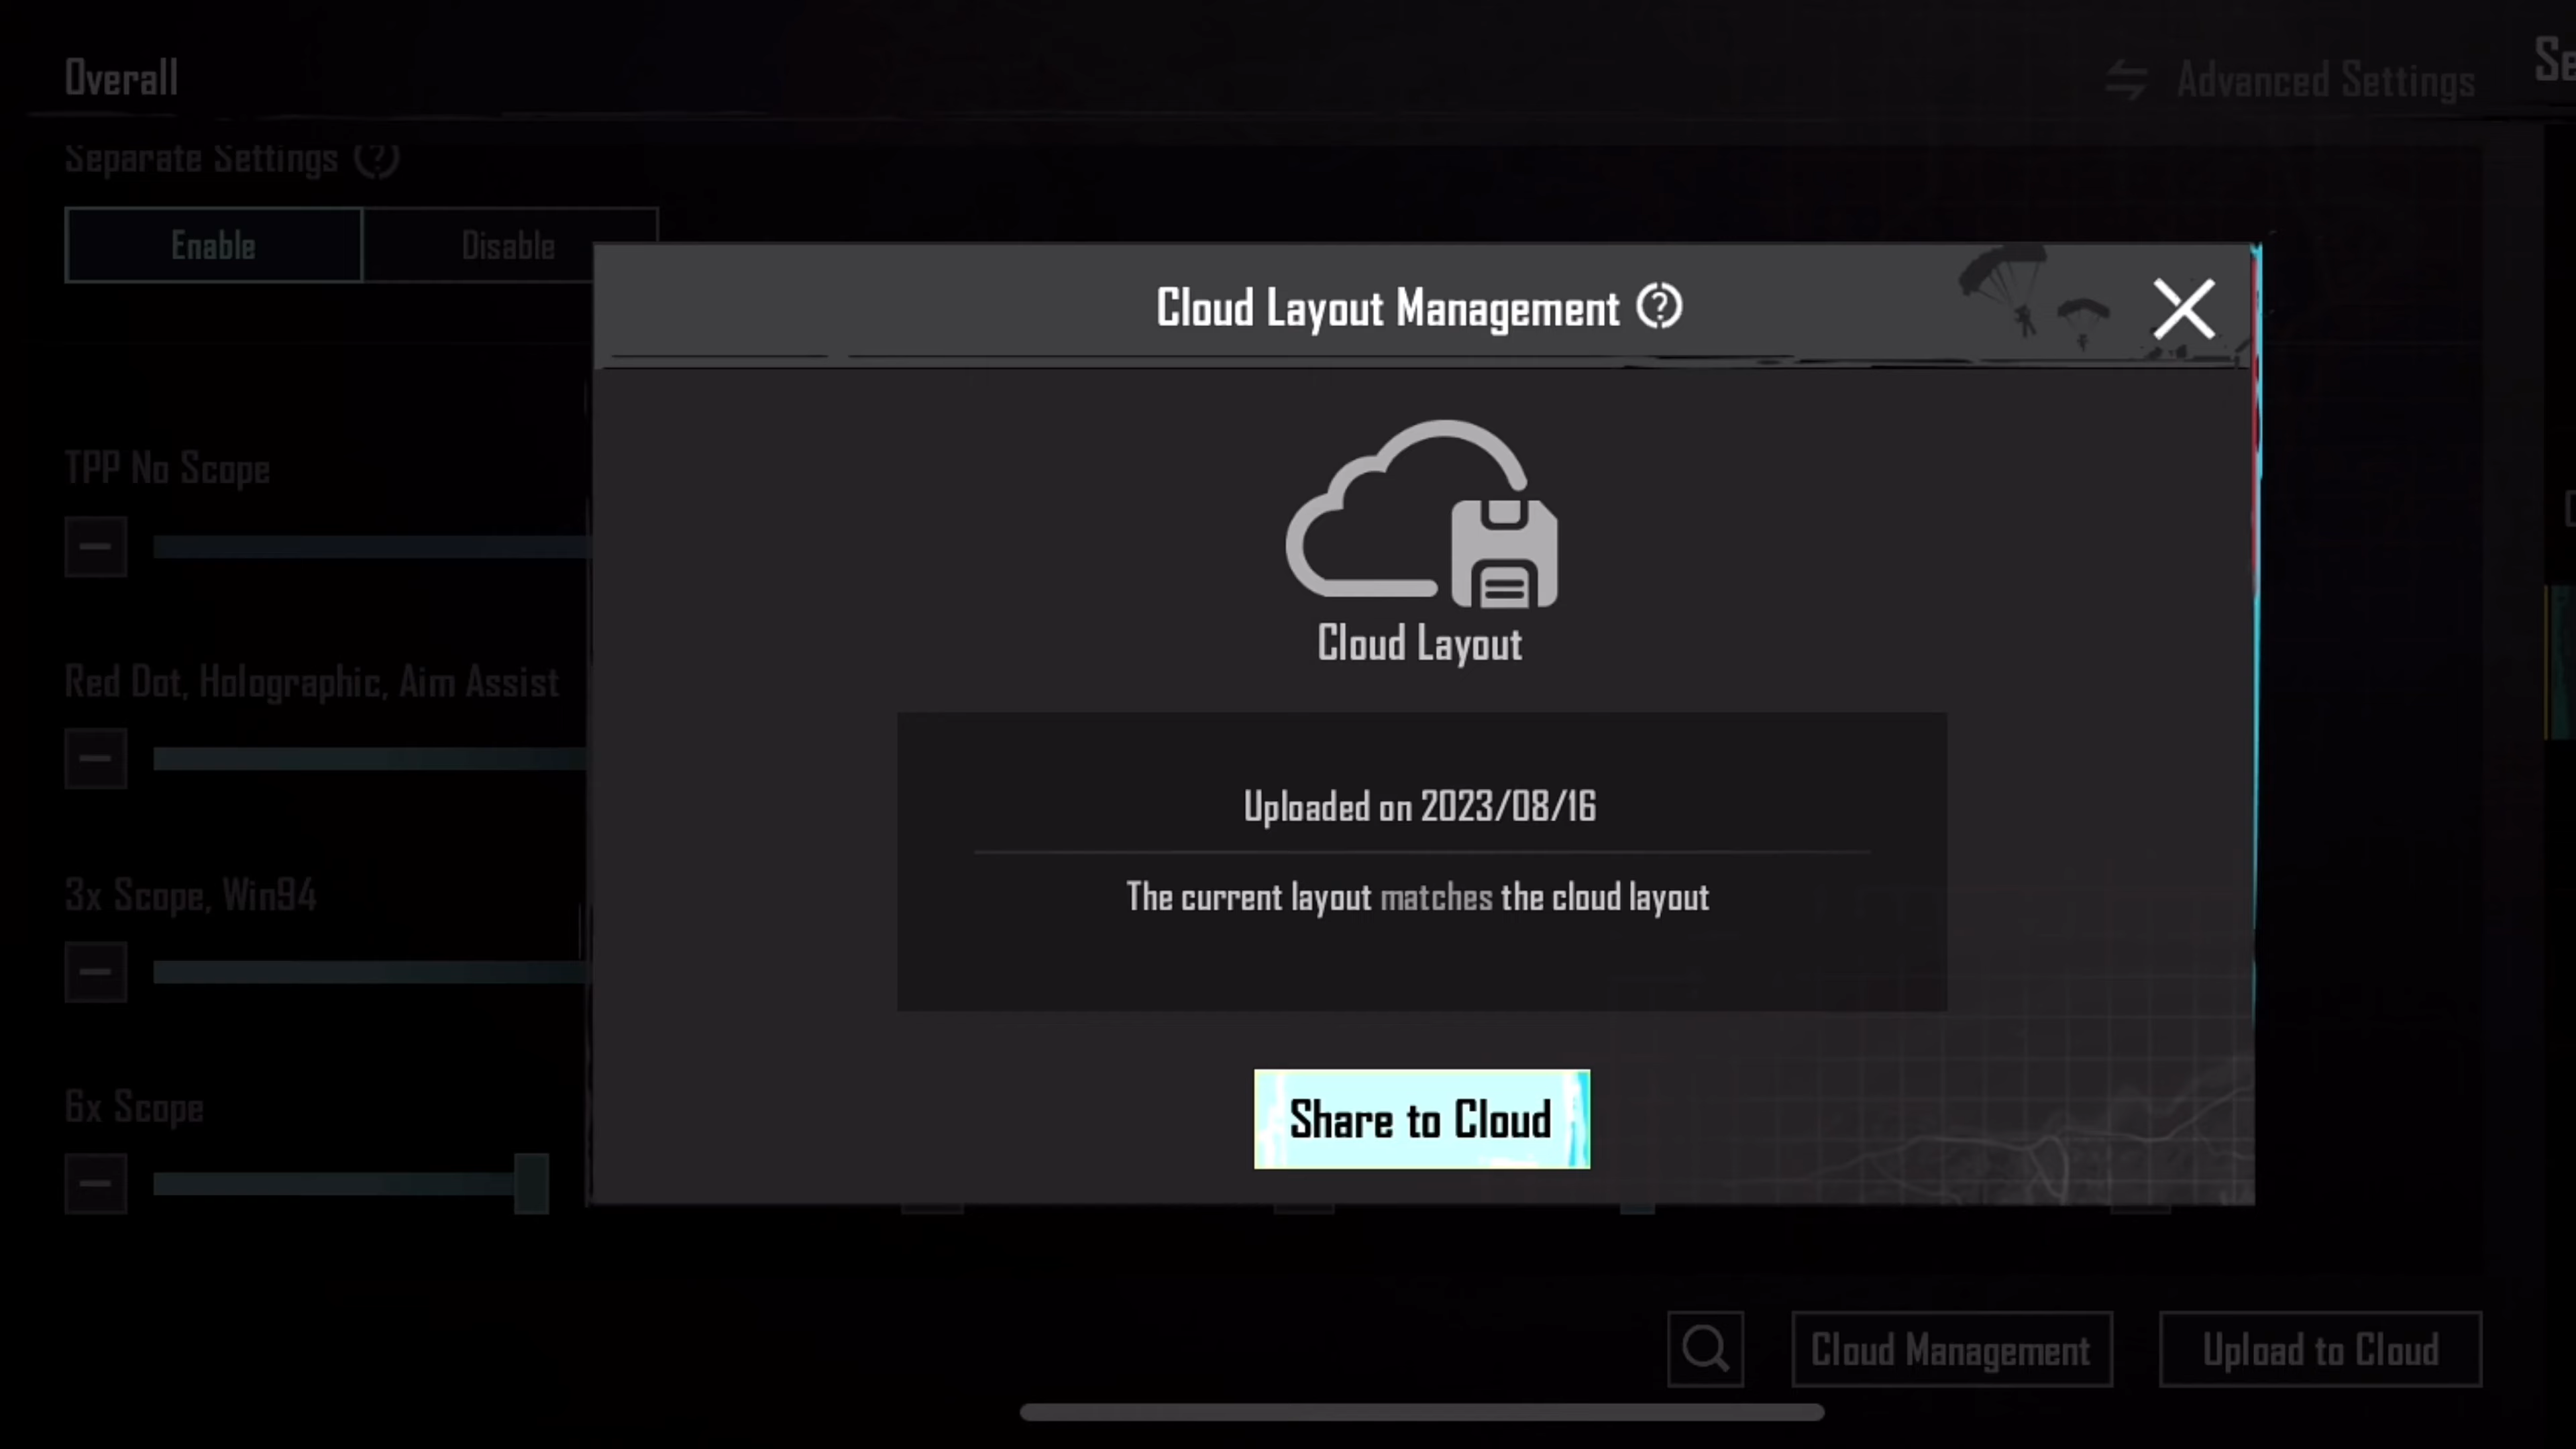 Overall
Advanced Settings
Se
Separate Settings
Enable
Disable
Cloud Layout Management
TPP No Scope
Cloud Layout
Red Dot, Holographic, Aim Assist
Uploaded on 2023/08/16
3x Scope, Win94
The current layout matches the cloud layout
6x Scope
Share to Cloud
Cloud Management
Upload to Cloud